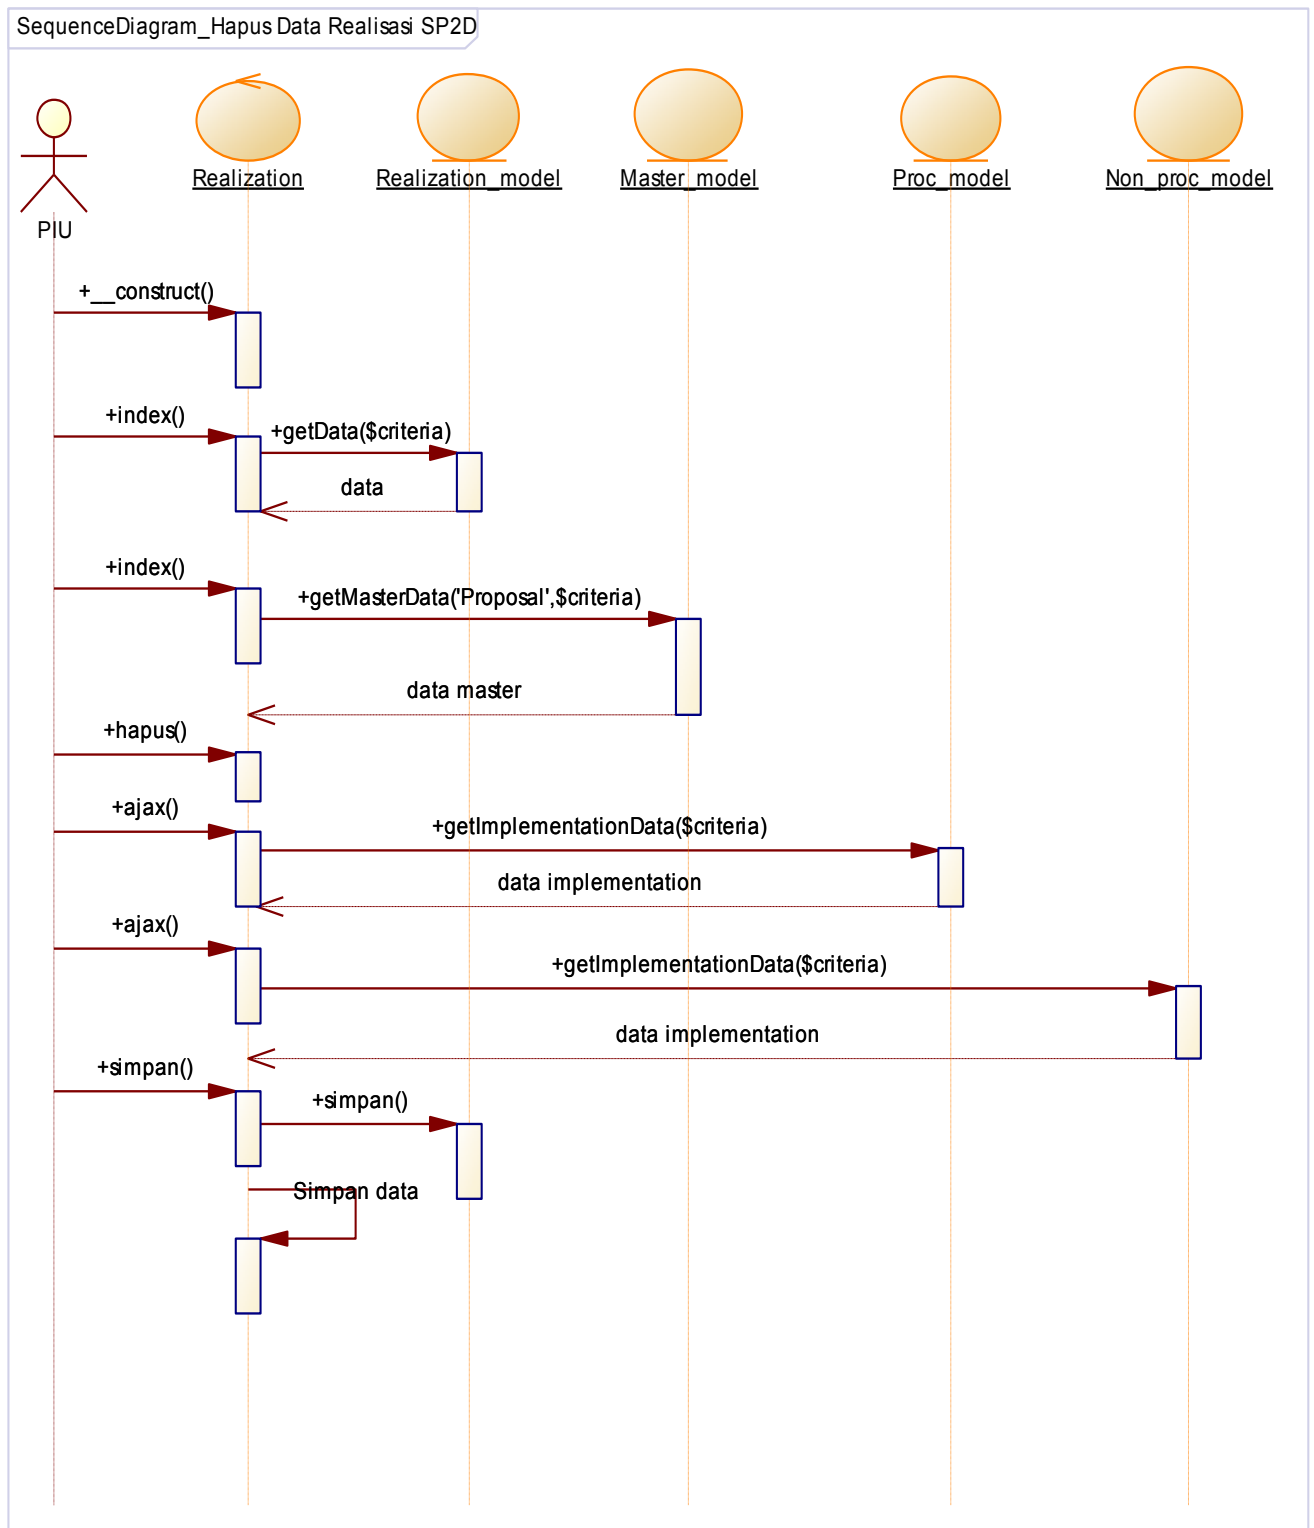 SequenceDiagram_Hapus Data Realisasi SP2D
PIU
Realization
Realization_model
Master_model
Proc_model
Non_proc_model
+__construct()
+index()
+getData($criteria)
data
+index()
+getMasterData('Proposal',$criteria)
data master
+hapus()
+ajax()
+getImplementationData($criteria)
data implementation
+ajax()
+getImplementationData($criteria)
data implementation
+simpan()
+simpan()
Simpan data